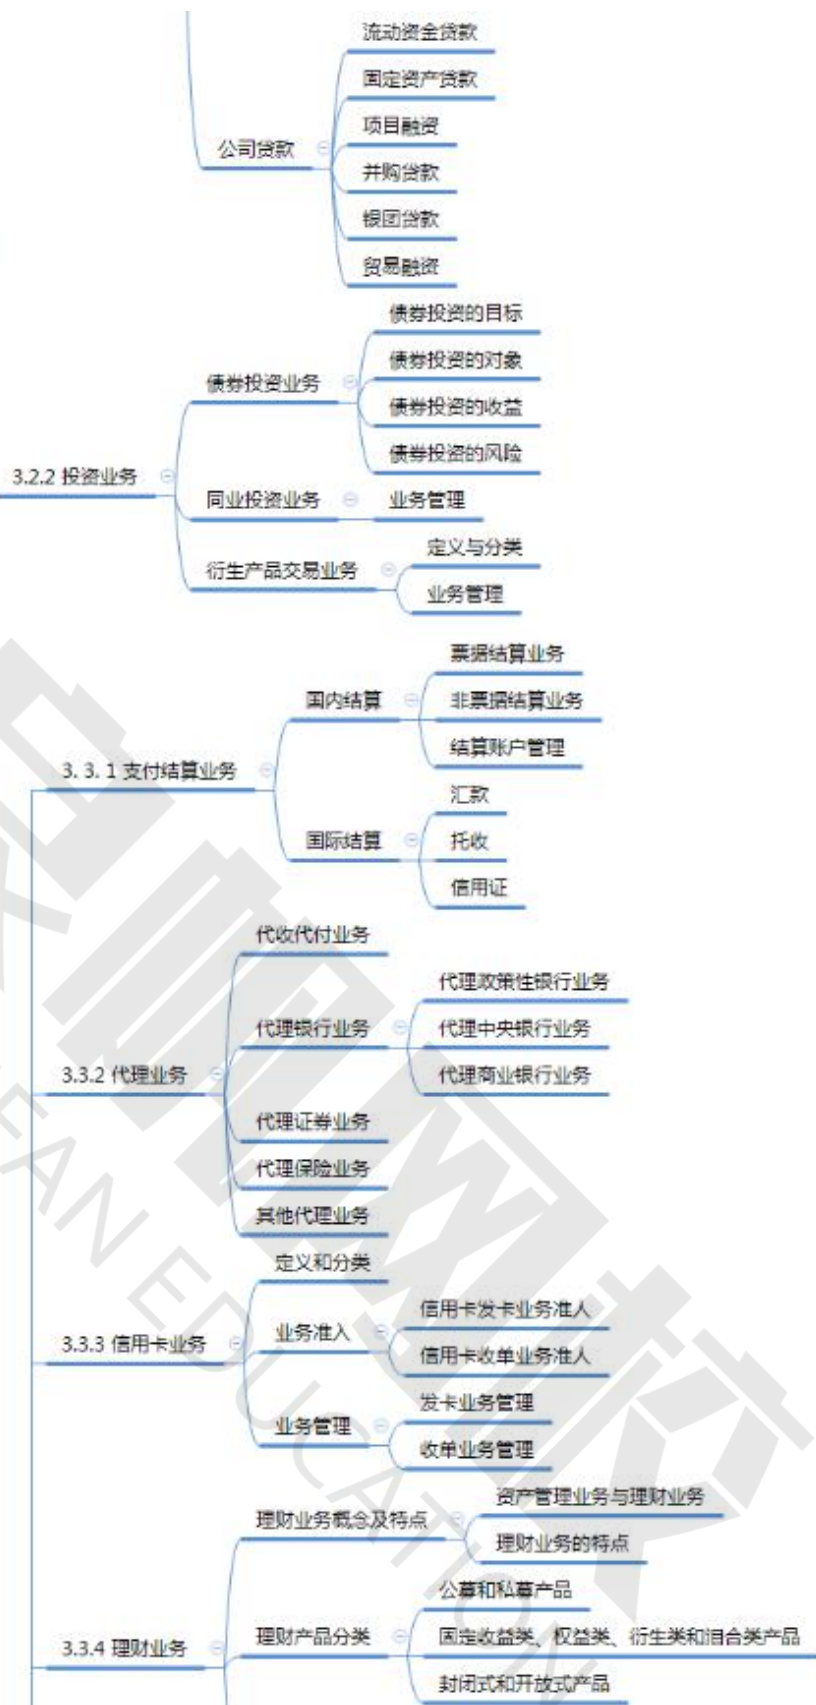 流动资金贷款
固定资产贷款
项目融资
公司贷款
并购贷款
银团贷款
贸易融资
债券投资的目标
债券投资的对象
债券投资业务
债券投资的收益
债券投资的风险
3.2.2 投资业务
同业投资业务
业务管理
定义与分类
衍生产品交易业务
业务管理
票据结算业务
国内结算
非票据结算业务
结算账户管理
3. 3. 1 支付结算业务
汇款
国际结算
托收
信用证
代收代付业务
代理政策性银行业务
代理银行业务
代理中央银行业务
代理商业银行业务
3.3.2 代理业务
代理证券业务
代理保险业务
其他代理业务
定义和分类
信用卡发卡业务准人
业务准入
信用卡收单业务准人
3.3.3 信用卡业务
发卡业务管理
业务管理
收单业务管理
资产管理业务与理财业务
理财业务概念及特点
理财业务的特点
公募和私募产品
理财产品分类
固定收益类、权益类、衍生类和混合类产品
3.3.4 理财业务
封闭式和开放式产品
网校
EDUCATION